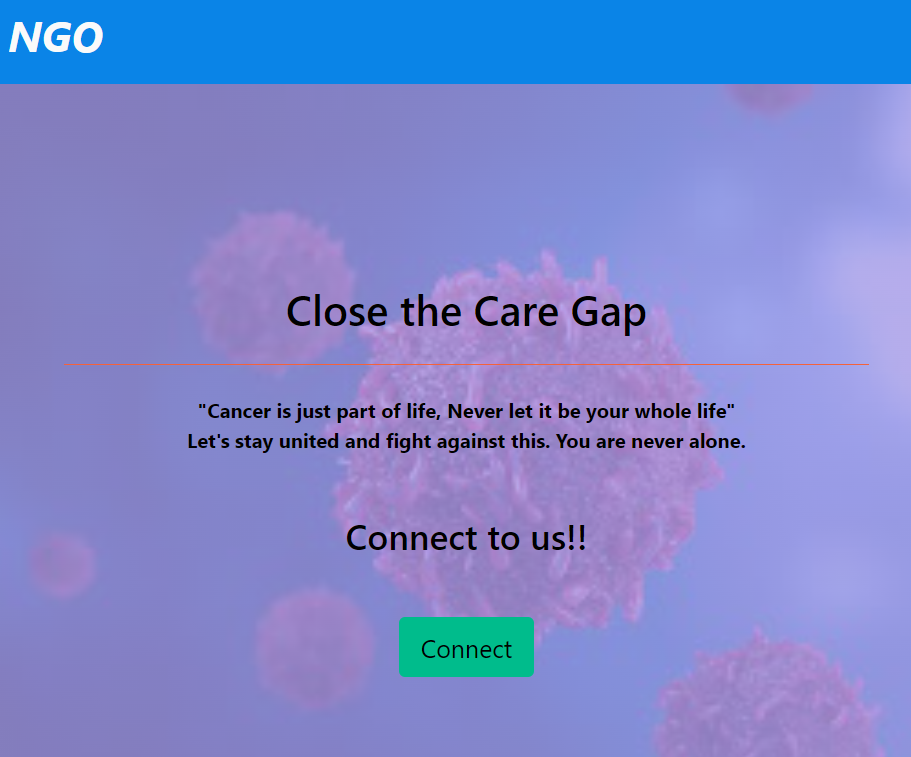 NGO
Close the Care Gap
"Cancer is just part of life, Never let it be your whole life"
Let's stay united and fight against this. You are never alone.
Connect to us!!
Connect